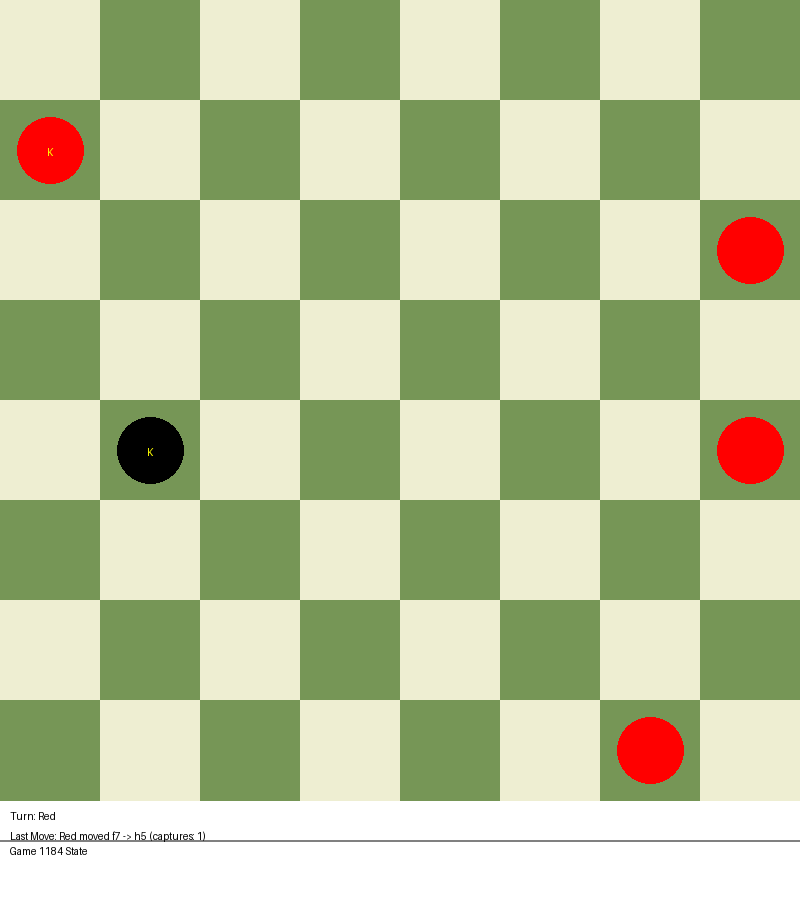 K
K
Turn: Red
Last Move: Red moved f7 -> h5 (captures: 1)
Game 1184 State